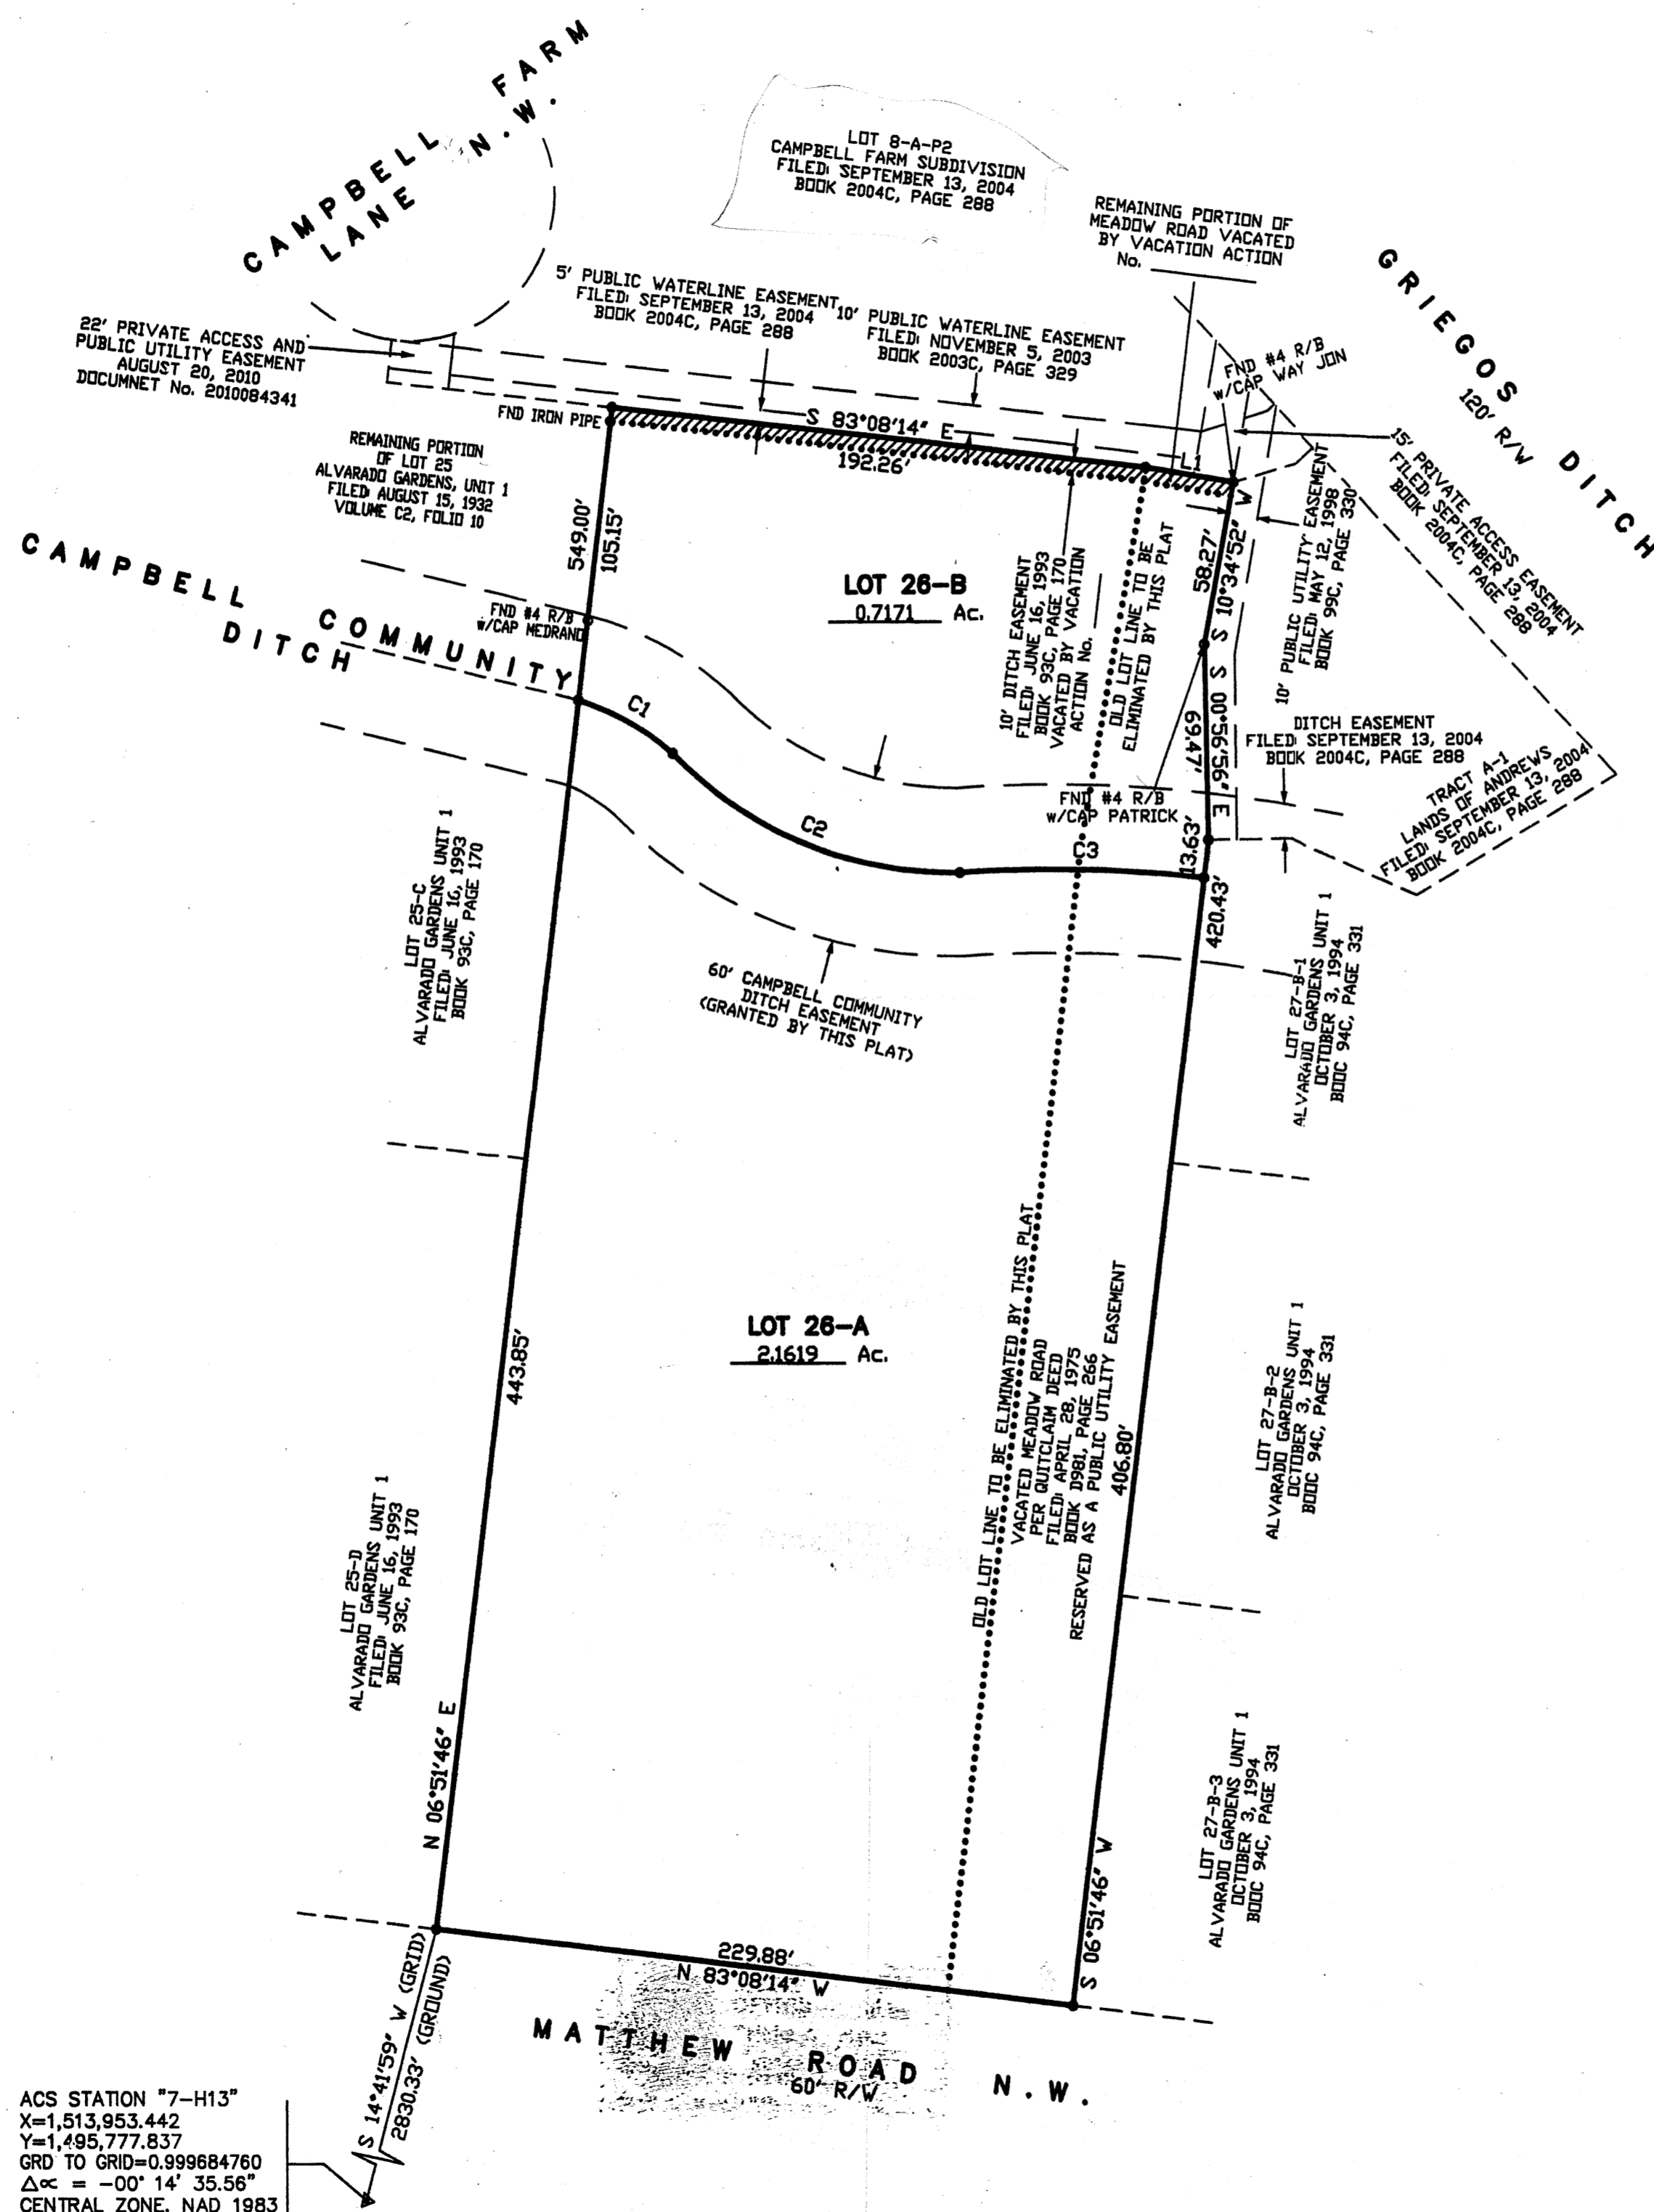 CAMPBELL FARM
LANE N.W.
LOT 8-A-P2
CAMPBELL FARM SUBDIVISION
FILED: SEPTEMBER 13, 2004
BOOK 2004C, PAGE 288
REMAINING PORTION OF
MEADOW ROAD VACATED
BY VACATION ACTION
No.
GRIEGOS DITCH
120' R/W
22' PRIVATE ACCESS AND
PUBLIC UTILITY EASEMENT
AUGUST 20, 2010
DOCUMNET No. 2010084341
5' PUBLIC WATERLINE EASEMENT
FILED: SEPTEMBER 13, 2004
BOOK 2004C, PAGE 288
10' PUBLIC WATERLINE EASEMENT
FILED: NOVEMBER 5, 2003
BOOK 2003C, PAGE 329
FND #4 R/B
w/CAP WAY JON
FND IRON PIPE
S 83°08'14" E
192.26'
L1
15' PRIVATE ACCESS EASEMENT
FILED: SEPTEMBER 13, 2004
BOOK 2004C, PAGE 288
REMAINING PORTION
OF LOT 25
ALVARADO GARDENS, UNIT 1
FILED AUGUST 15, 1932
VOLUME C2, FOLIO 10
549.00'
105.15'
LOT 26-B
0.7171 Ac.
10' DITCH EASEMENT
FILED: JUNE 16, 1993
BOOK 93C, PAGE 170
VACATED BY VACATION
ACTION No.
OLD LOT LINE TO BE
ELIMINATED BY THIS PLAT
58.27'
S 10°34'52" W
10' PUBLIC UTILITY EASEMENT
FILED: MAY 12, 1998
BOOK 99C, PAGE 330
CAMPBELL COMMUNITY
DITCH
FND #4 R/B
w/CAP MEDRANO
C1
C2
C3
69.47'
S 00°56'56" E
DITCH EASEMENT
FILED: SEPTEMBER 13, 2004
BOOK 2004C, PAGE 288
FND #4 R/B
w/CAP PATRICK
13.63'
420.43'
TRACT A-1
LANDS OF ANDREWS
FILED: SEPTEMBER 13, 2004
BOOK 2004C, PAGE 288
LOT 25-C
ALVARADO GARDENS UNIT 1
FILED: JUNE 16, 1993
BOOK 93C, PAGE 170
60' CAMPBELL COMMUNITY
DITCH EASEMENT
(GRANTED BY THIS PLAT)
LOT 27-B-1
ALVARADO GARDENS UNIT 1
OCTOBER 3, 1994
BOOC 94C, PAGE 331
LOT 26-A
2.1619 Ac.
443.85'
OLD LOT LINE TO BE ELIMINATED BY THIS PLAT
VACATED MEADOW ROAD
PER QUITCLAIM DEED
FILED: APRIL 28, 1975
BOOK D981, PAGE 266
RESERVED AS A PUBLIC UTILITY EASEMENT
406.80'
LOT 27-B-2
ALVARADO GARDENS UNIT 1
OCTOBER 3, 1994
BOOC 94C, PAGE 331
LOT 25-D
ALVARADO GARDENS UNIT 1
FILED: JUNE 16, 1993
BOOK 93C, PAGE 170
N 06°51'46" E
S 06°51'46" W
LOT 27-B-3
ALVARADO GARDENS UNIT 1
OCTOBER 3, 1994
BOOC 94C, PAGE 331
229.88'
N 83°08'14" W
MATTHEW ROAD N.W.
60' R/W
S 14°41'59" W (GRID)
2830.33' (GROUND)
ACS STATION "7-H13"
X=1,513,953.442
Y=1,495,777.837
GRD TO GRID=0.999684760
Δ∝ = -00° 14' 35.56"
CENTRAL ZONE, NAD 1983